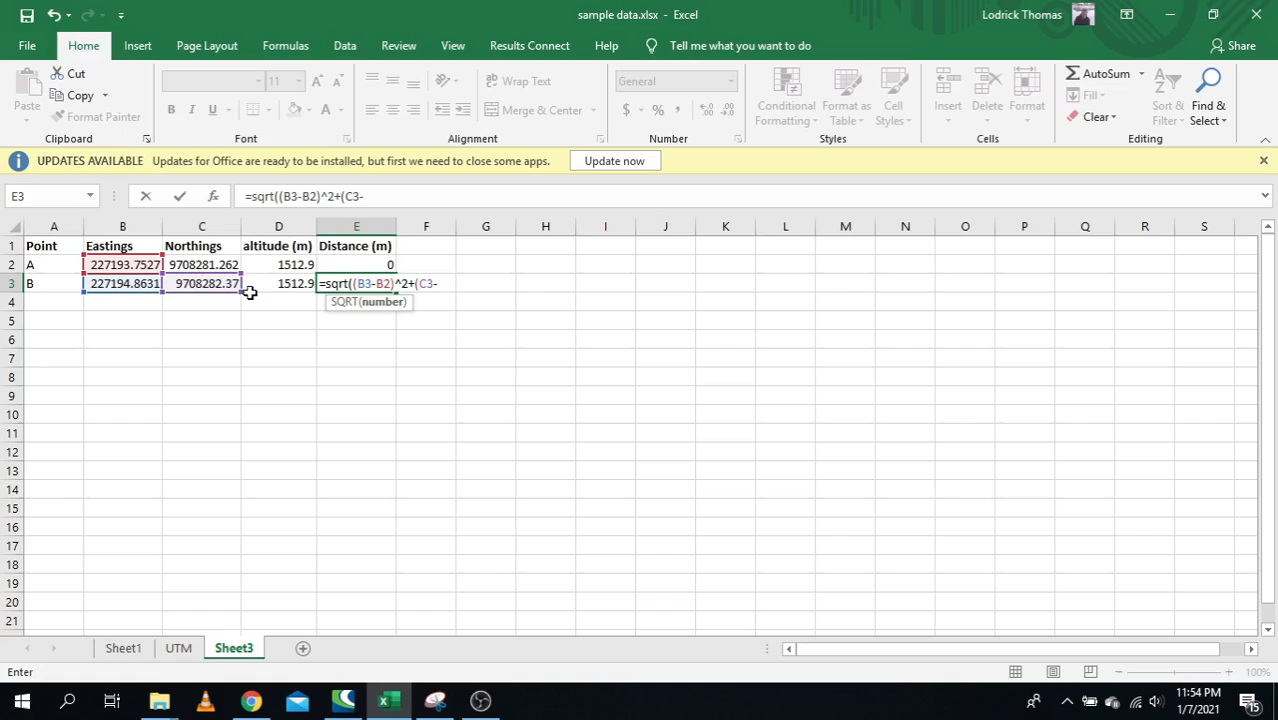 sample data.xlsx - Excel
Lodrick Thomas
File Home Insert Page Layout Formulas Data Review View Results Connect Help Tell me what you want to do Share
Paste
Cut
Copy
Format Painter
Clipboard
11
B I U
Font
Wrap Text
Merge & Center
Alignment
General
$ %
Number
Conditional Formatting
Format as Table
Cell Styles
Styles
Insert
Delete
Format
Cells
AutoSum
Fill
Clear
Sort & Filter
Find & Select
Editing
UPDATES AVAILABLE Updates for Office are ready to be installed, but first we need to close some apps. Update now
E3 fx =sqrt((B3-B2)^2+(C3-
A B C D E F G H I J K L M N O P Q R S
1 Point Eastings Northings altitude (m) Distance (m)
2 A 227193.7527 9708281.262 1512.9 0
3 B 227194.8631 9708282.37 1512.9 =sqrt((B3-B2)^2+(C3-
SQRT(number)
4
5
6
7
8
9
10
11
12
13
14
15
16
17
18
19
20
21
Sheet1 UTM Sheet3
Enter 100%
11:54 PM
1/7/2021
15